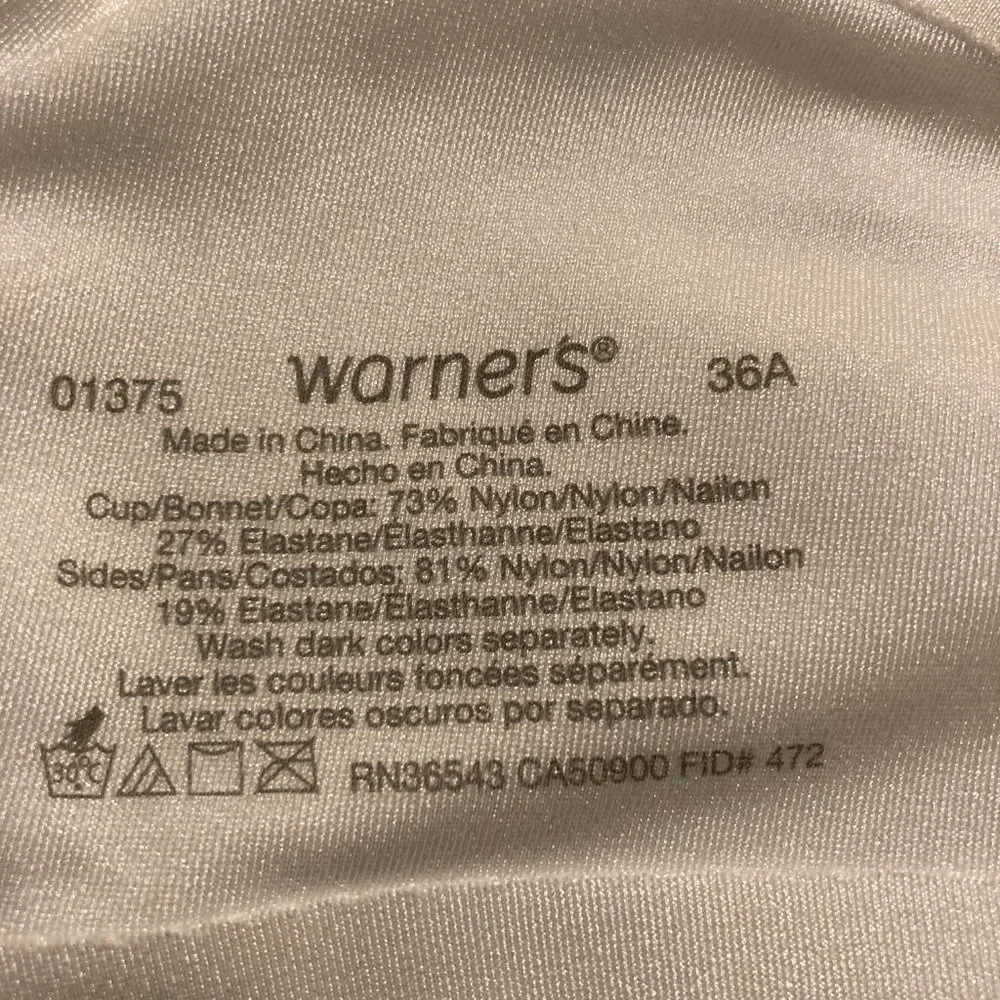 01375 warner's® 36A
Made in China. Fabriqué en Chine.
Hecho en China.
Cup/Bonnet/Copa: 73% Nylon/Nylon/Nailon
27% Elastane/Élasthanne/Elastano
Sides/Pans/Costados: 81% Nylon/Nylon/Nailon
19% Elastane/Élasthanne/Elastano
Wash dark colors separately.
Laver les couleurs foncées séparément.
Lavar colores oscuros por separado.
30°C RN36543 CA50900 FID# 472